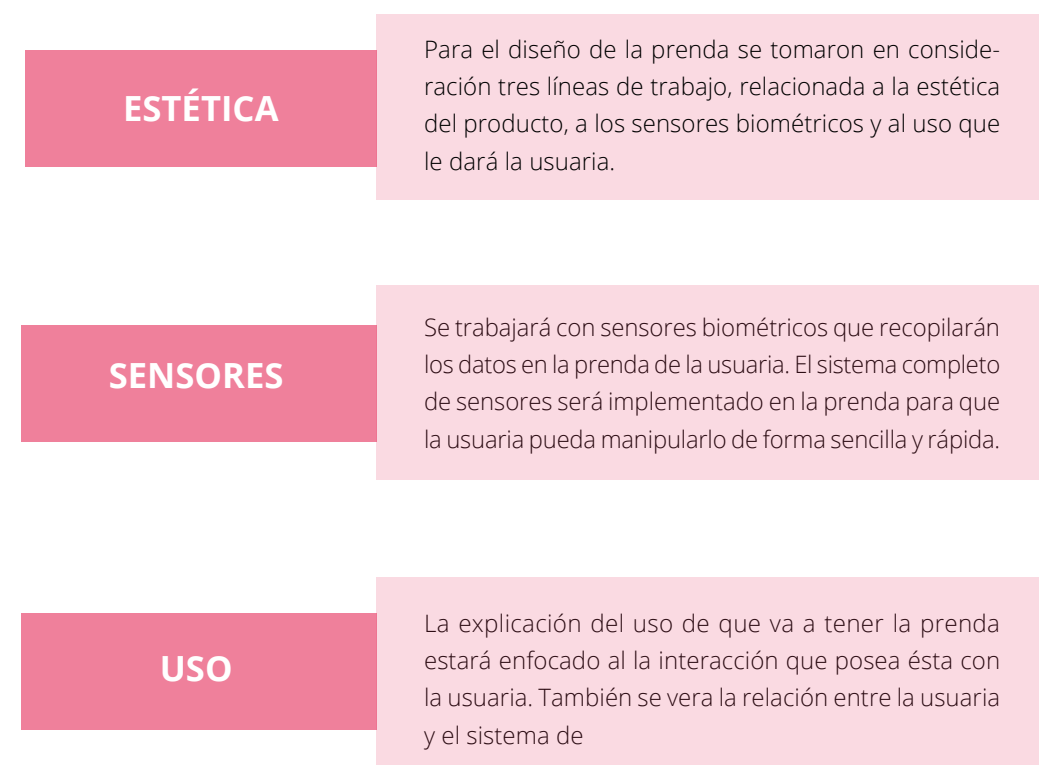 ESTÉTICA
Para el diseño de la prenda se tomaron en conside-
ración tres líneas de trabajo, relacionada a la estética
del producto, a los sensores biométricos y al uso que
le dará la usuaria.
SENSORES
Se trabajará con sensores biométricos que recopilarán
los datos en la prenda de la usuaria. El sistema completo
de sensores será implementado en la prenda para que
la usuaria pueda manipularlo de forma sencilla y rápida.
USO
La explicación del uso de que va a tener la prenda
estará enfocado al la interacción que posea ésta con
la usuaria. También se vera la relación entre la usuaria
y el sistema de